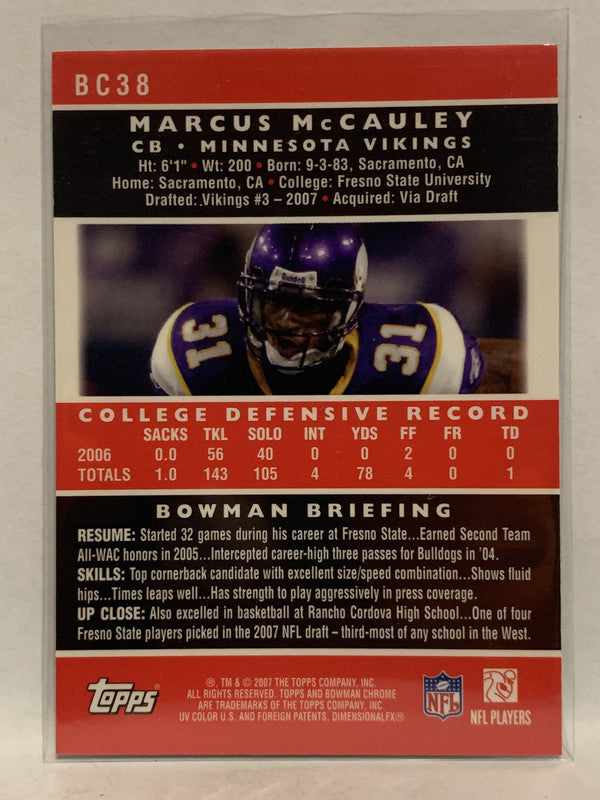 BC38
MARCUS McCAULEY
CB • MINNESOTA VIKINGS
Ht: 6'1" • Wt: 200 • Born: 9-3-83, Sacramento, CA
Home: Sacramento, CA • College: Fresno State University
Drafted: Vikings #3 – 2007 • Acquired: Via Draft
Riddell
31 31
COLLEGE DEFENSIVE RECORD
SACKS TKL SOLO INT YDS FF FR TD
2006 0.0 56 40 0 0 2 0 0
TOTALS 1.0 143 105 4 78 4 0 1
BOWMAN BRIEFING
RESUME: Started 32 games during his career at Fresno State...Earned Second Team
All-WAC honors in 2005...Intercepted career-high three passes for Bulldogs in '04.
SKILLS: Top cornerback candidate with excellent size/speed combination...Shows fluid
hips...Times leaps well...Has strength to play aggressively in press coverage.
UP CLOSE: Also excelled in basketball at Rancho Cordova High School...One of four
Fresno State players picked in the 2007 NFL draft – third-most of any school in the West.
topps
®, TM & © 2007 THE TOPPS COMPANY, INC.
ALL RIGHTS RESERVED. TOPPS AND BOWMAN CHROME
ARE TRADEMARKS OF THE TOPPS COMPANY, INC.
UV COLOR U.S. AND FOREIGN PATENTS. DIMENSIONALFX®
NFL
NFL PLAYERS